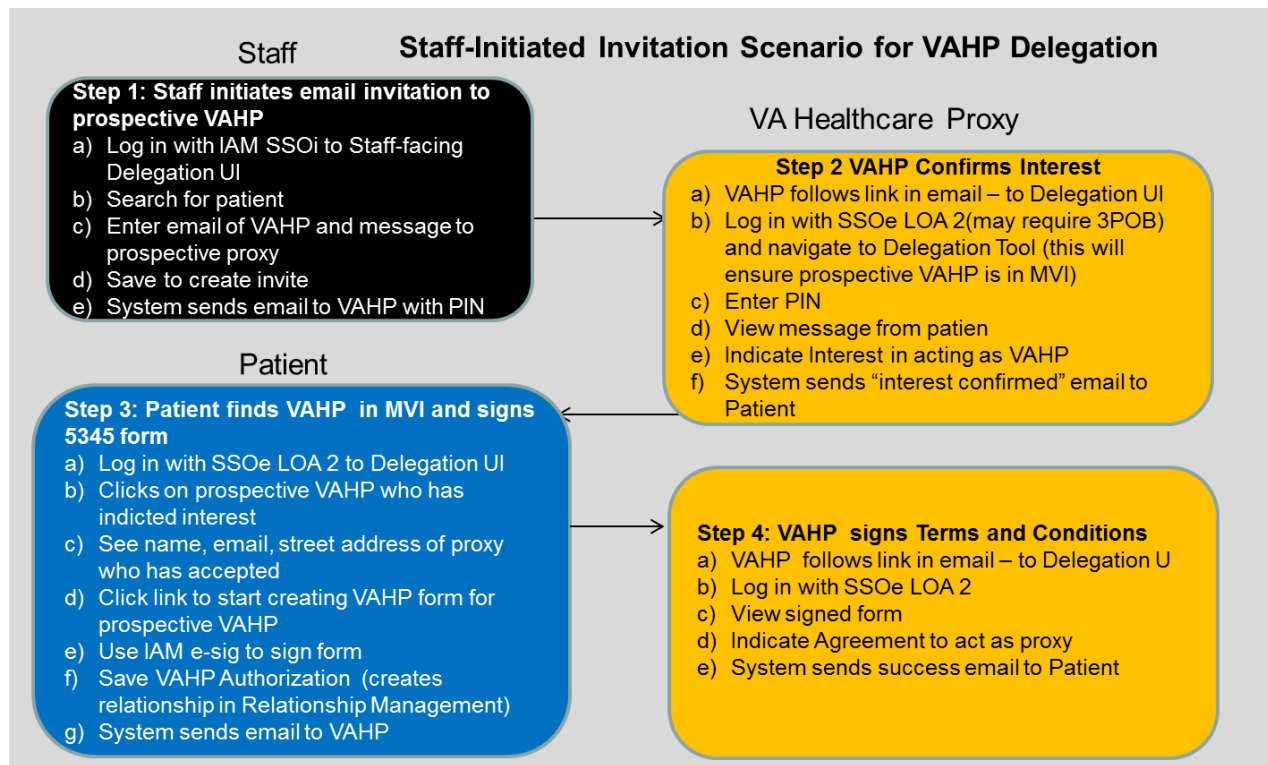 Staff
Staff-Initiated Invitation Scenario for VAHP Delegation
Step 1: Staff initiates email invitation to
prospective VAHP
a) Log in with IAM SSOi to Staff-facing
Delegation UI
b) Search for patient
c) Enter email of VAHP and message to
prospective proxy
d) Save to create invite
e) System sends email to VAHP with PIN
VA Healthcare Proxy
Step 2 VAHP Confirms Interest
a) VAHP follows link in email – to Delegation UI
b) Log in with SSOe LOA 2(may require 3POB)
and navigate to Delegation Tool (this will
ensure prospective VAHP is in MVI)
c) Enter PIN
d) View message from patien
e) Indicate Interest in acting as VAHP
f) System sends “interest confirmed” email to
Patient
Patient
Step 3: Patient finds VAHP in MVI and signs
5345 form
a) Log in with SSOe LOA 2 to Delegation UI
b) Clicks on prospective VAHP who has
indicted interest
c) See name, email, street address of proxy
who has accepted
d) Click link to start creating VAHP form for
prospective VAHP
e) Use IAM e-sig to sign form
f) Save VAHP Authorization (creates
relationship in Relationship Management)
g) System sends email to VAHP
Step 4: VAHP signs Terms and Conditions
a) VAHP follows link in email – to Delegation U
b) Log in with SSOe LOA 2
c) View signed form
d) Indicate Agreement to act as proxy
e) System sends success email to Patient